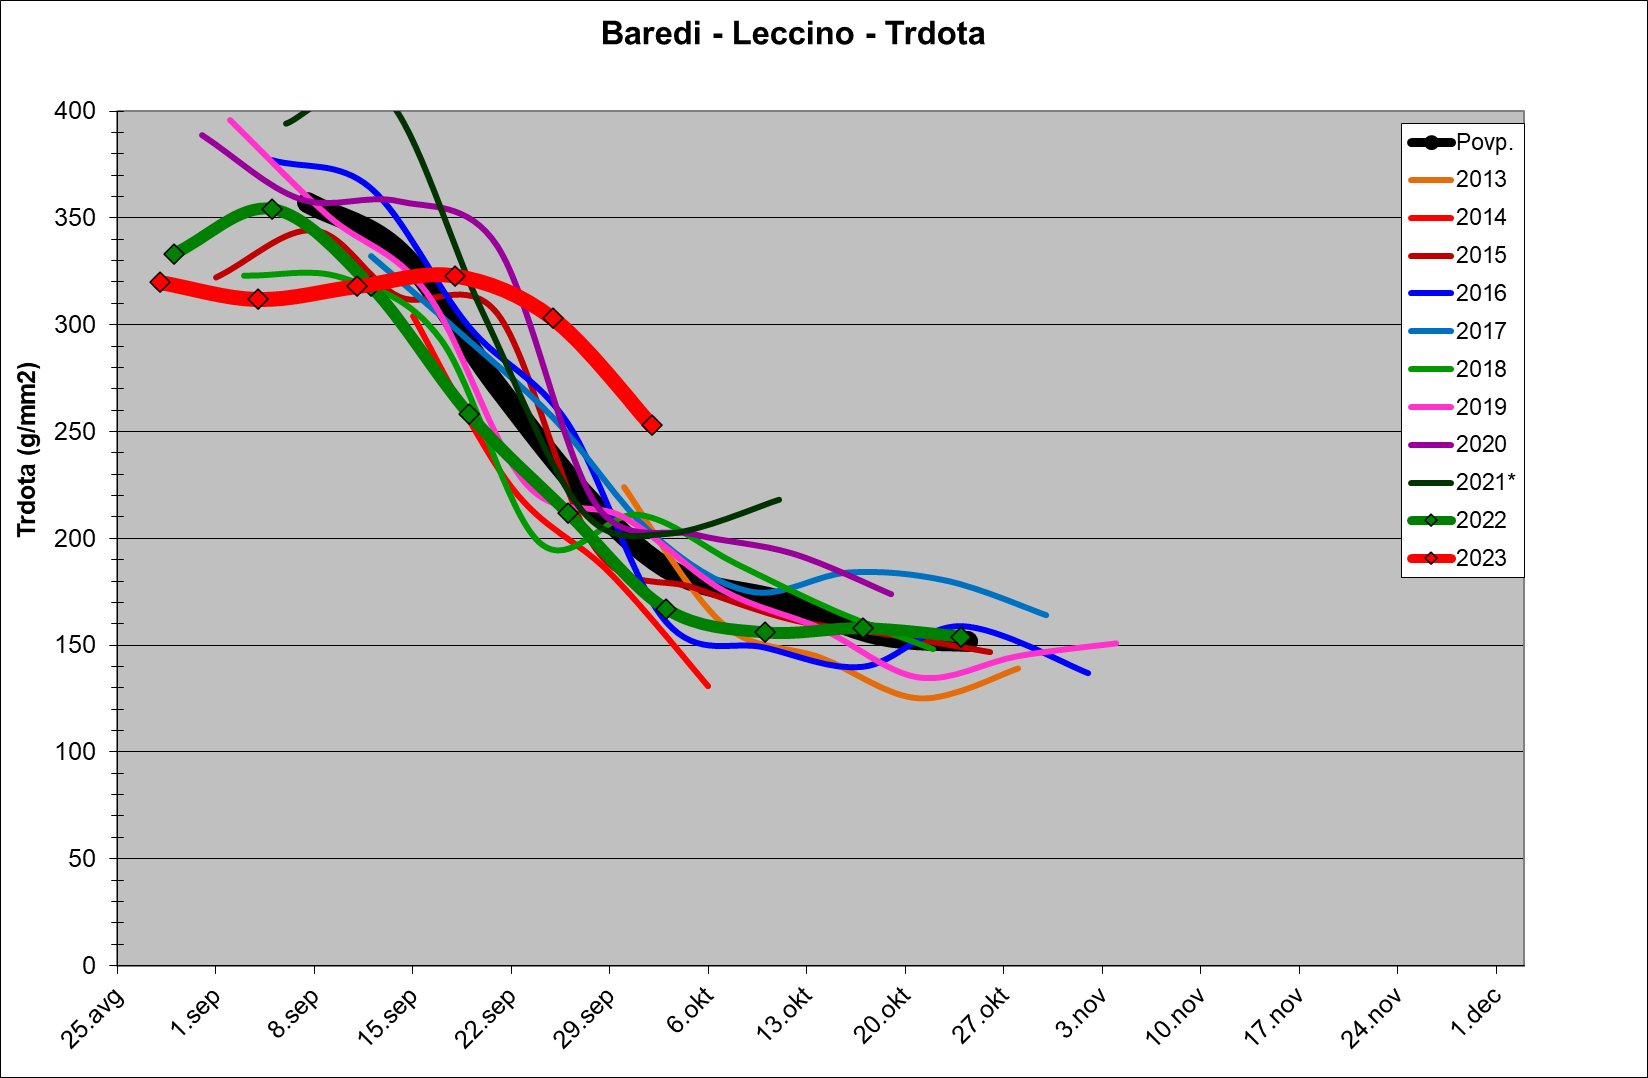 Baredi - Leccino - Trdota
Trdota (g/mm2)
400
350
300
250
200
150
100
50
0
25.avg
1.sep
8.sep
15.sep
22.sep
29.sep
6.okt
13.okt
20.okt
27.okt
3.nov
10.nov
17.nov
24.nov
1.dec
Povp.
2013
2014
2015
2016
2017
2018
2019
2020
2021*
2022
2023